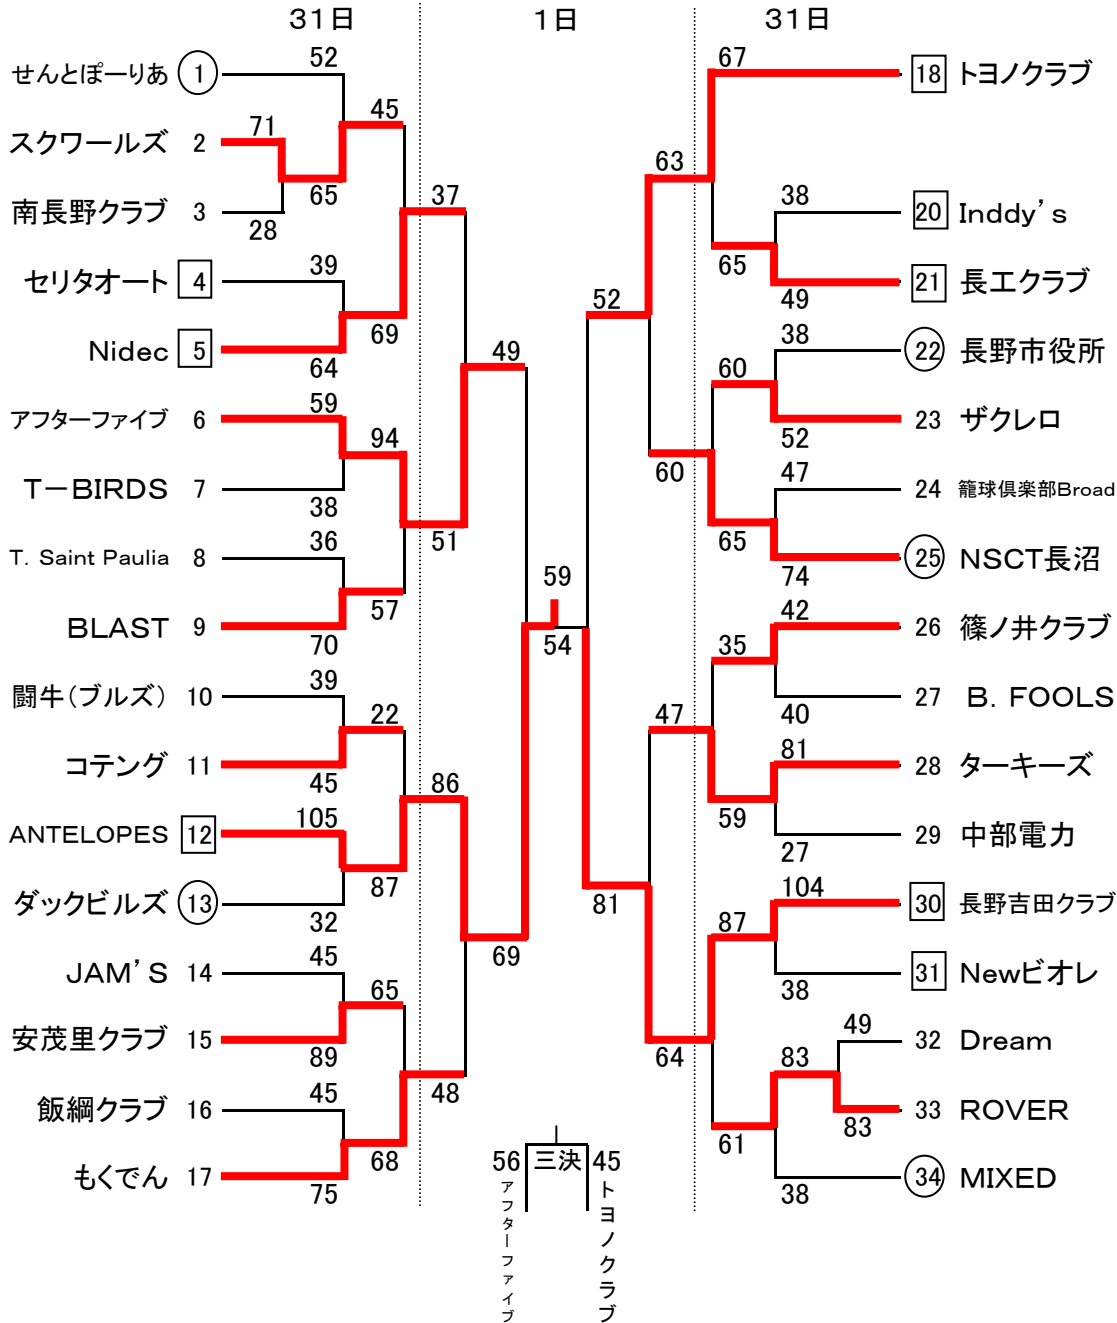 31日
1日
31日
せんとぽーりあ 1
52
スクワールズ 2
71
45
南長野クラブ 3
28
65
37
セリタオート 4
39
Nidec 5
64
69
49
アフターファイブ 6
59
94
T－BIRDS 7
38
51
T. Saint Paulia 8
36
BLAST 9
70
57
59
54
闘牛(ブルズ) 10
39
22
コテング 11
45
86
ANTELOPES 12
105
ダックビルズ 13
32
87
69
JAM'S 14
45
65
安茂里クラブ 15
89
48
飯綱クラブ 16
45
もくでん 17
75
68
67
18 トヨノクラブ
63
38
20 Inddy's
65
49
21 長工クラブ
52
38
22 長野市役所
60
52
23 ザクレロ
60
47
24 籠球倶楽部Broad
65
74
25 NSCT長沼
42
26 篠ノ井クラブ
35
40
27 B. FOOLS
47
81
28 ターキーズ
59
27
29 中部電力
81
104
30 長野吉田クラブ
87
38
31 Newビオレ
64
49
32 Dream
83
83
33 ROVER
61
38
34 MIXED
56 三決 45
アフターファイブ
トヨノクラブ